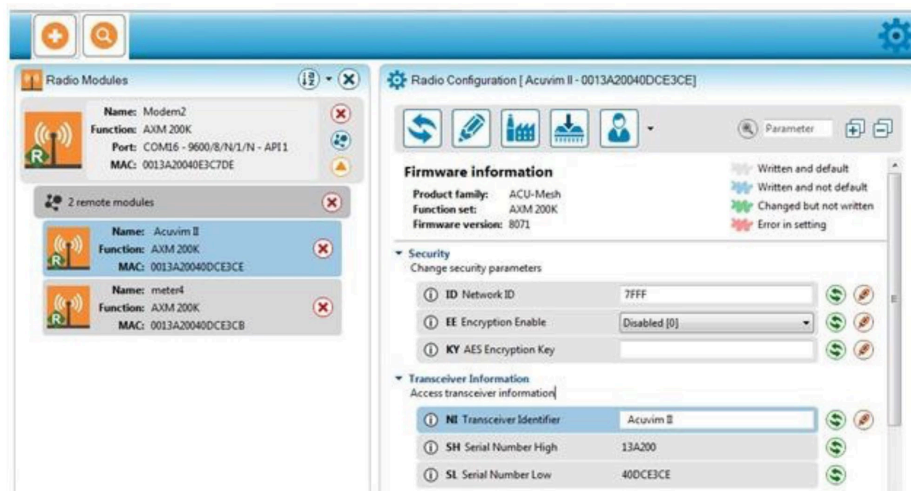 Radio Modules
Radio Configuration [ Acuvim II - 0013A20040DCE3CE]
Name: Modem2
Function: AXM 200K
Port: COM16 - 9600/8/N/1/N - API 1
MAC: 0013A20040E3C7DE
R
2 remote modules
Name: Acuvim II
Function: AXM 200K
MAC: 0013A20040DCE3CE
R
Name: meter4
Function: AXM 200K
MAC: 0013A20040DCE3CB
R
Parameter
Firmware information
Product family: ACU-Mesh
Function set: AXM 200K
Firmware version: 8071
Written and default
Written and not default
Changed but not written
Error in setting
Security
Change security parameters
ID Network ID 7FFF
EE Encryption Enable Disabled [0]
KY AES Encryption Key
Transceiver Information
Access transceiver information
NI Transceiver Identifier Acuvim II
SH Serial Number High 13A200
SL Serial Number Low 40DCE3CE